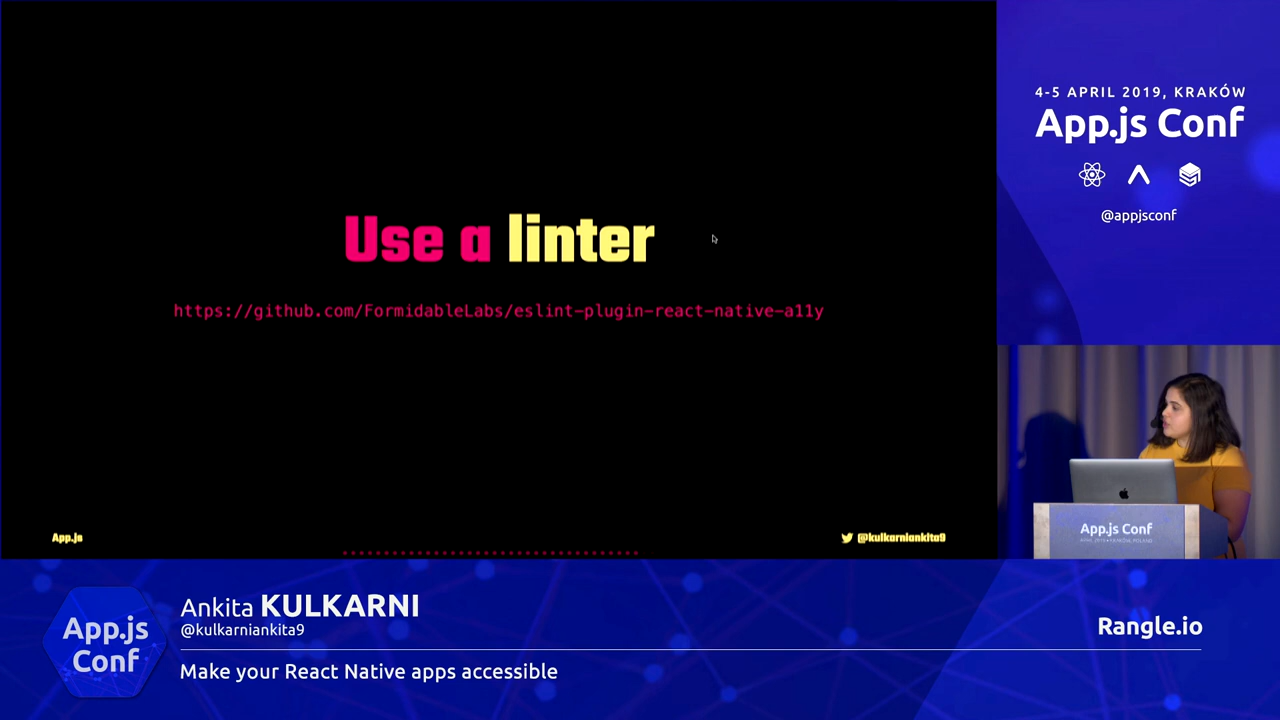 Use a linter
https://github.com/FormidableLabs/eslint-plugin-react-native-a11y
App.js
@kulkarniankita9
4-5 APRIL 2019, KRAKÓW
App.js Conf
@appjsconf
App.js Conf
App.js
Conf
Ankita KULKARNI
@kulkarniankita9
Make your React Native apps accessible
Rangle.io